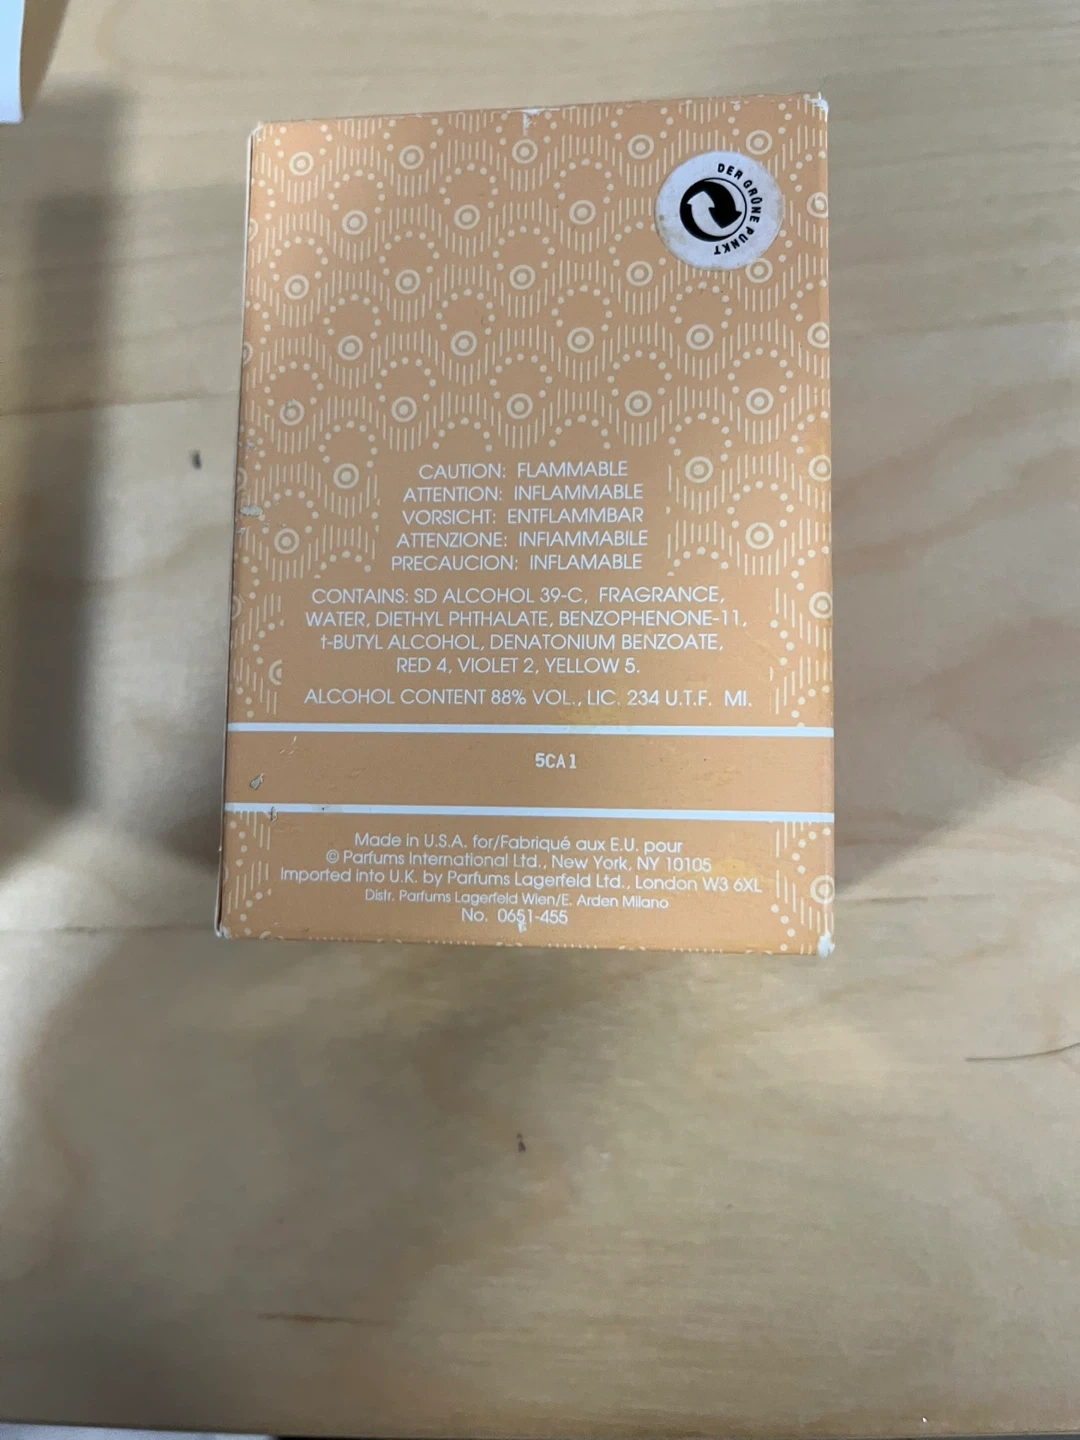 DER GRÜNE PUNKT
CAUTION: FLAMMABLE
ATTENTION: INFLAMMABLE
VORSICHT: ENTFLAMMBAR
ATTENZIONE: INFIAMMABILE
PRECAUCION: INFLAMABLE
CONTAINS: SD ALCOHOL 39-C, FRAGRANCE,
WATER, DIETHYL PHTHALATE, BENZOPHENONE-11,
t-BUTYL ALCOHOL, DENATONIUM BENZOATE,
RED 4, VIOLET 2, YELLOW 5.
ALCOHOL CONTENT 88% VOL., LIC. 234 U.T.F. MI.
5CA1
Made in U.S.A. for/Fabriqué aux E.U. pour
© Parfums International Ltd., New York, NY 10105
Imported into U.K. by Parfums Lagerfeld Ltd., London W3 6XL
Distr. Parfums Lagerfeld Wien/E. Arden Milano
No. 0651-455